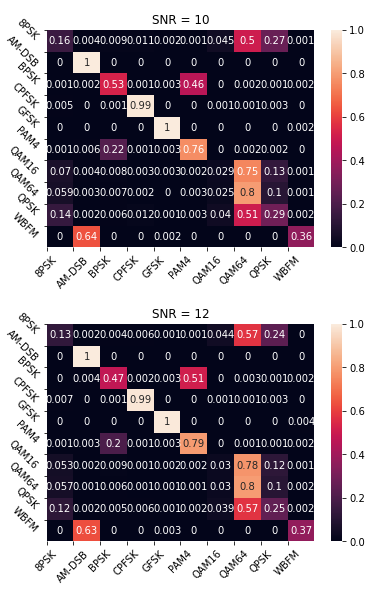 SNR = 10
8PSK 0.16 0.004 0.009 0.011 0.002 0.001 0.045 0.5 0.27 0.001
AM-DSB 0 1 0 0 0 0 0 0 0 0
BPSK 0.001 0.002 0.53 0.001 0.003 0.46 0 0.002 0.001 0.002
CPFSK 0.005 0 0.001 0.99 0 0 0.001 0.001 0.003 0
GFSK 0 0 0 0 1 0 0 0 0 0.002
PAM4 0.001 0.006 0.22 0.001 0.003 0.76 0 0.002 0.002 0
QAM16 0.07 0.004 0.008 0.003 0.003 0.002 0.029 0.75 0.13 0.001
QAM64 0.059 0.003 0.007 0.002 0 0.003 0.025 0.8 0.1 0.001
QPSK 0.14 0.002 0.006 0.012 0.001 0.003 0.04 0.51 0.29 0.002
WBFM 0 0.64 0 0 0.002 0 0 0 0 0.36
8PSK AM-DSB BPSK CPFSK GFSK PAM4 QAM16 QAM64 QPSK WBFM
1.0
0.8
0.6
0.4
0.2
0.0
SNR = 12
8PSK 0.13 0.002 0.004 0.006 0.001 0.001 0.044 0.57 0.24 0
AM-DSB 0 1 0 0 0 0 0 0 0 0
BPSK 0 0.004 0.47 0.002 0 0.51 0 0.003 0.001 0.002
CPFSK 0.007 0 0.001 0.99 0 0 0.001 0.001 0.003 0
GFSK 0 0 0 0 1 0 0 0 0 0.004
PAM4 0.001 0.003 0.2 0.001 0.003 0.79 0 0.001 0.001 0.002
QAM16 0.053 0.002 0.009 0.001 0.002 0.002 0.03 0.78 0.12 0.001
QAM64 0.057 0.001 0.006 0.001 0.001 0.001 0.03 0.8 0.1 0.002
QPSK 0.12 0.002 0.006 0.005 0.001 0.002 0.039 0.57 0.25 0.002
WBFM 0 0.63 0 0 0.003 0 0 0 0 0.37
8PSK AM-DSB BPSK CPFSK GFSK PAM4 QAM16 QAM64 QPSK WBFM
1.0
0.8
0.6
0.4
0.2
0.0